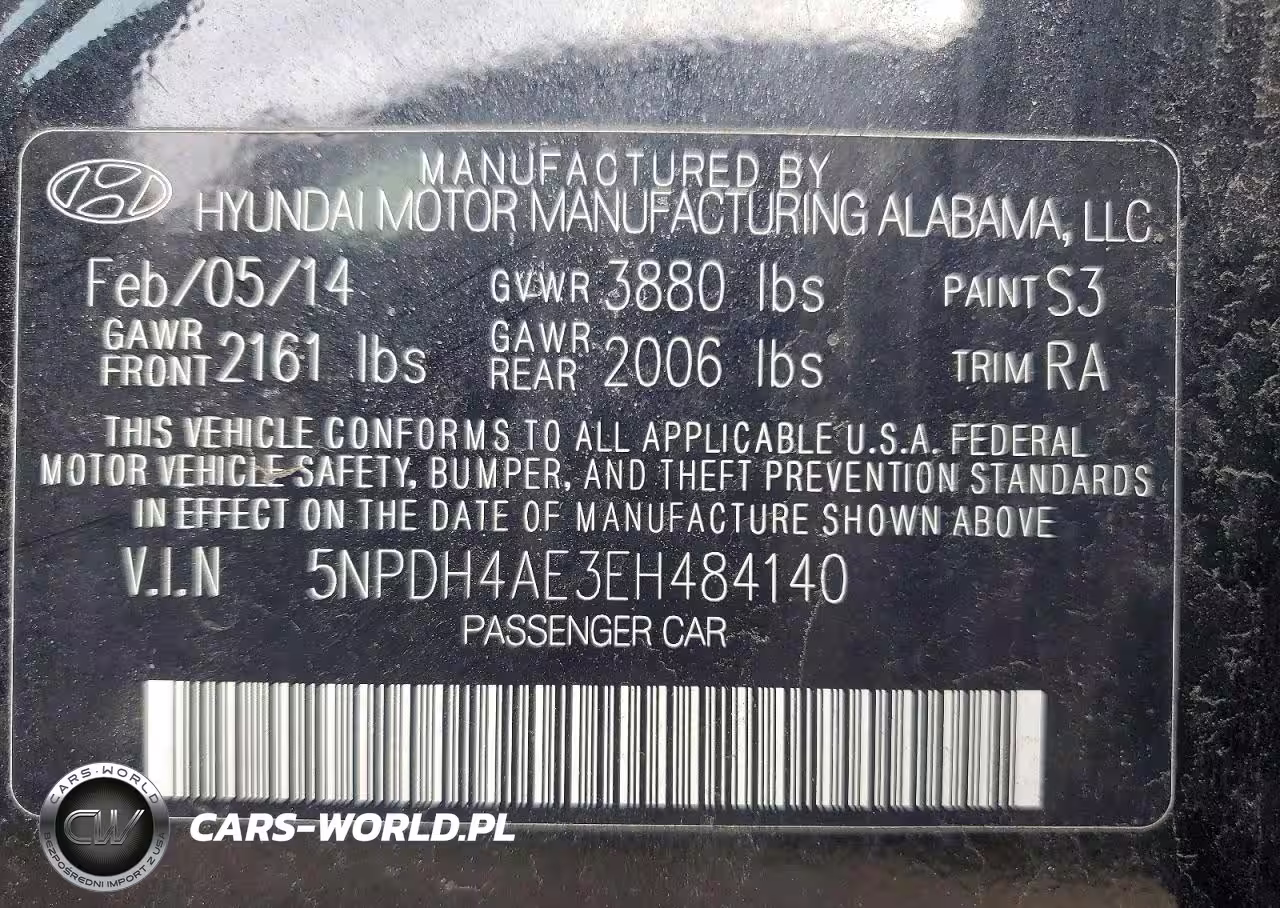 MANUFACTURED BY
HYUNDAI MOTOR MANUFACTURING ALABAMA, LLC
Feb/05/14 GVWR 3880 lbs PAINT S3
GAWR FRONT 2161 lbs GAWR REAR 2006 lbs TRIM RA
THIS VEHICLE CONFORMS TO ALL APPLICABLE U.S.A. FEDERAL
MOTOR VEHICLE SAFETY, BUMPER, AND THEFT PREVENTION STANDARDS
IN EFFECT ON THE DATE OF MANUFACTURE SHOWN ABOVE
V.I.N 5NPDH4AE3EH484140
PASSENGER CAR
CARS-WORLD
CW
BEZPOŚREDNI IMPORT Z USA
CARS-WORLD.PL